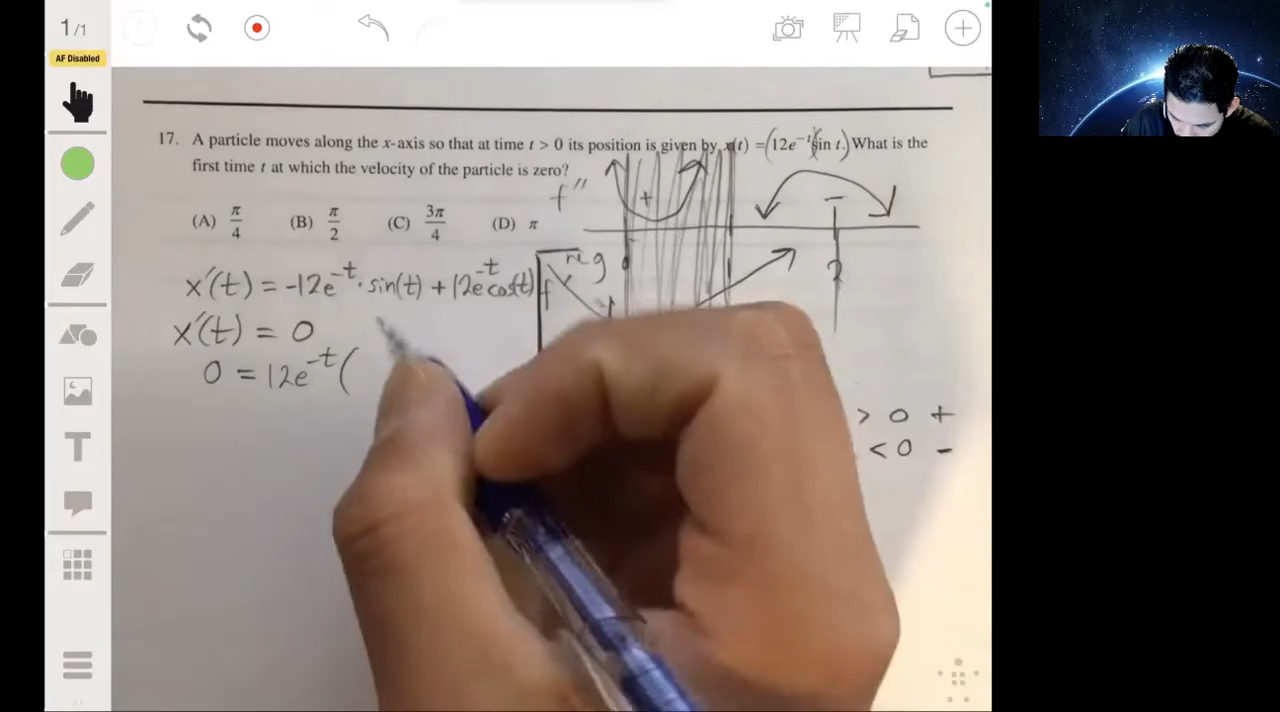 1/1
AF Disabled
17. A particle moves along the x-axis so that at time t > 0 its position is given by x(t) = (12e^{-t})(sin t.) What is the
first time t at which the velocity of the particle is zero?
(A) π/4 (B) π/2 (C) 3π/4 (D) π
f''
+
−
x'(t) = -12e^{-t}·sin(t) + 12e^{-t}cos(t)
neg
f
x'(t) = 0
0 = 12e^{-t}(
> 0 +
< 0 −
T